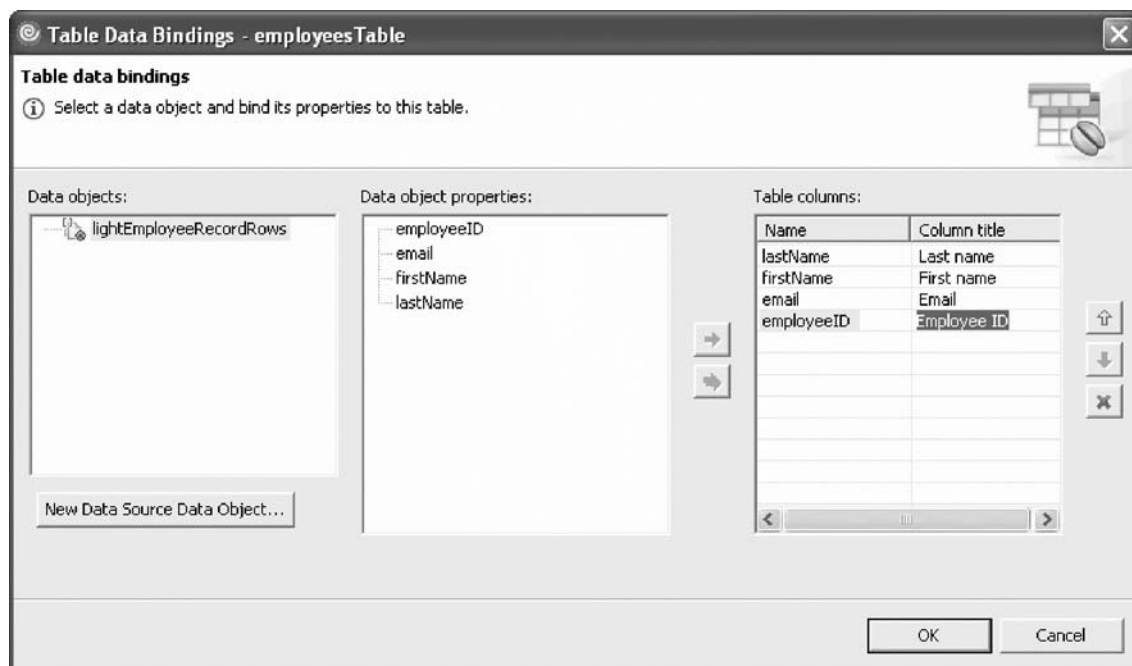 Table Data Bindings - employeesTable
Table data bindings
Select a data object and bind its properties to this table.
Data objects:
lightEmployeeRecordRows
New Data Source Data Object...
Data object properties:
employeeID
email
firstName
lastName
Table columns:
Name Column title
lastName Last name
firstName First name
email Email
employeeID Employee ID
OK Cancel